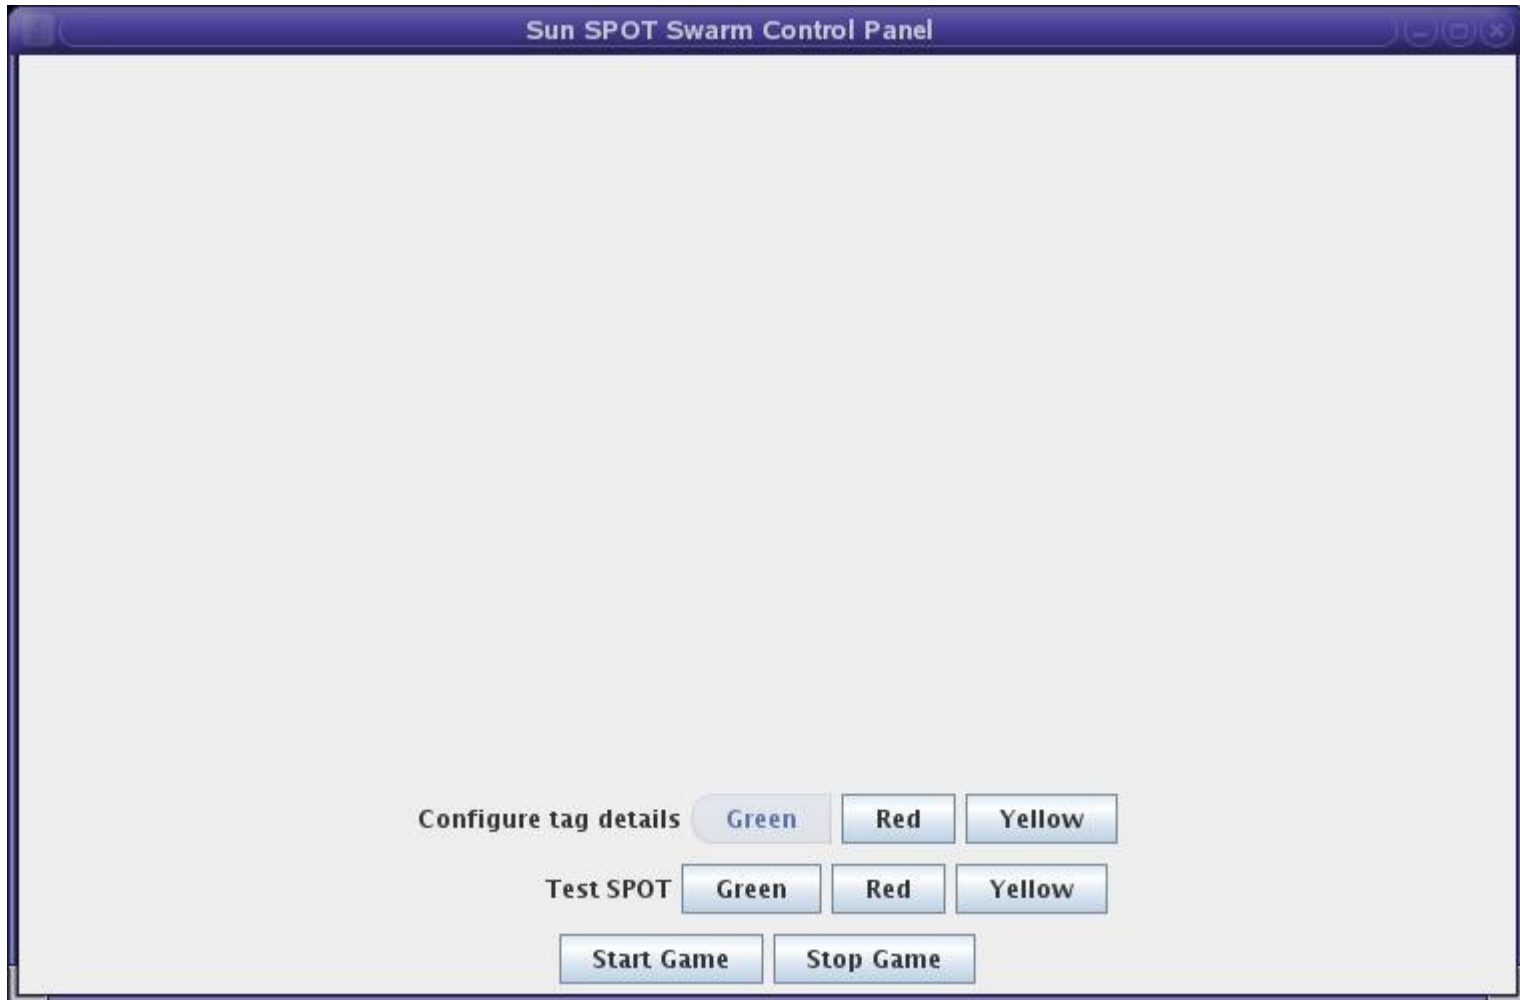 Sun SPOT Swarm Control Panel
Configure tag details Green Red Yellow
Test SPOT Green Red Yellow
Start Game Stop Game